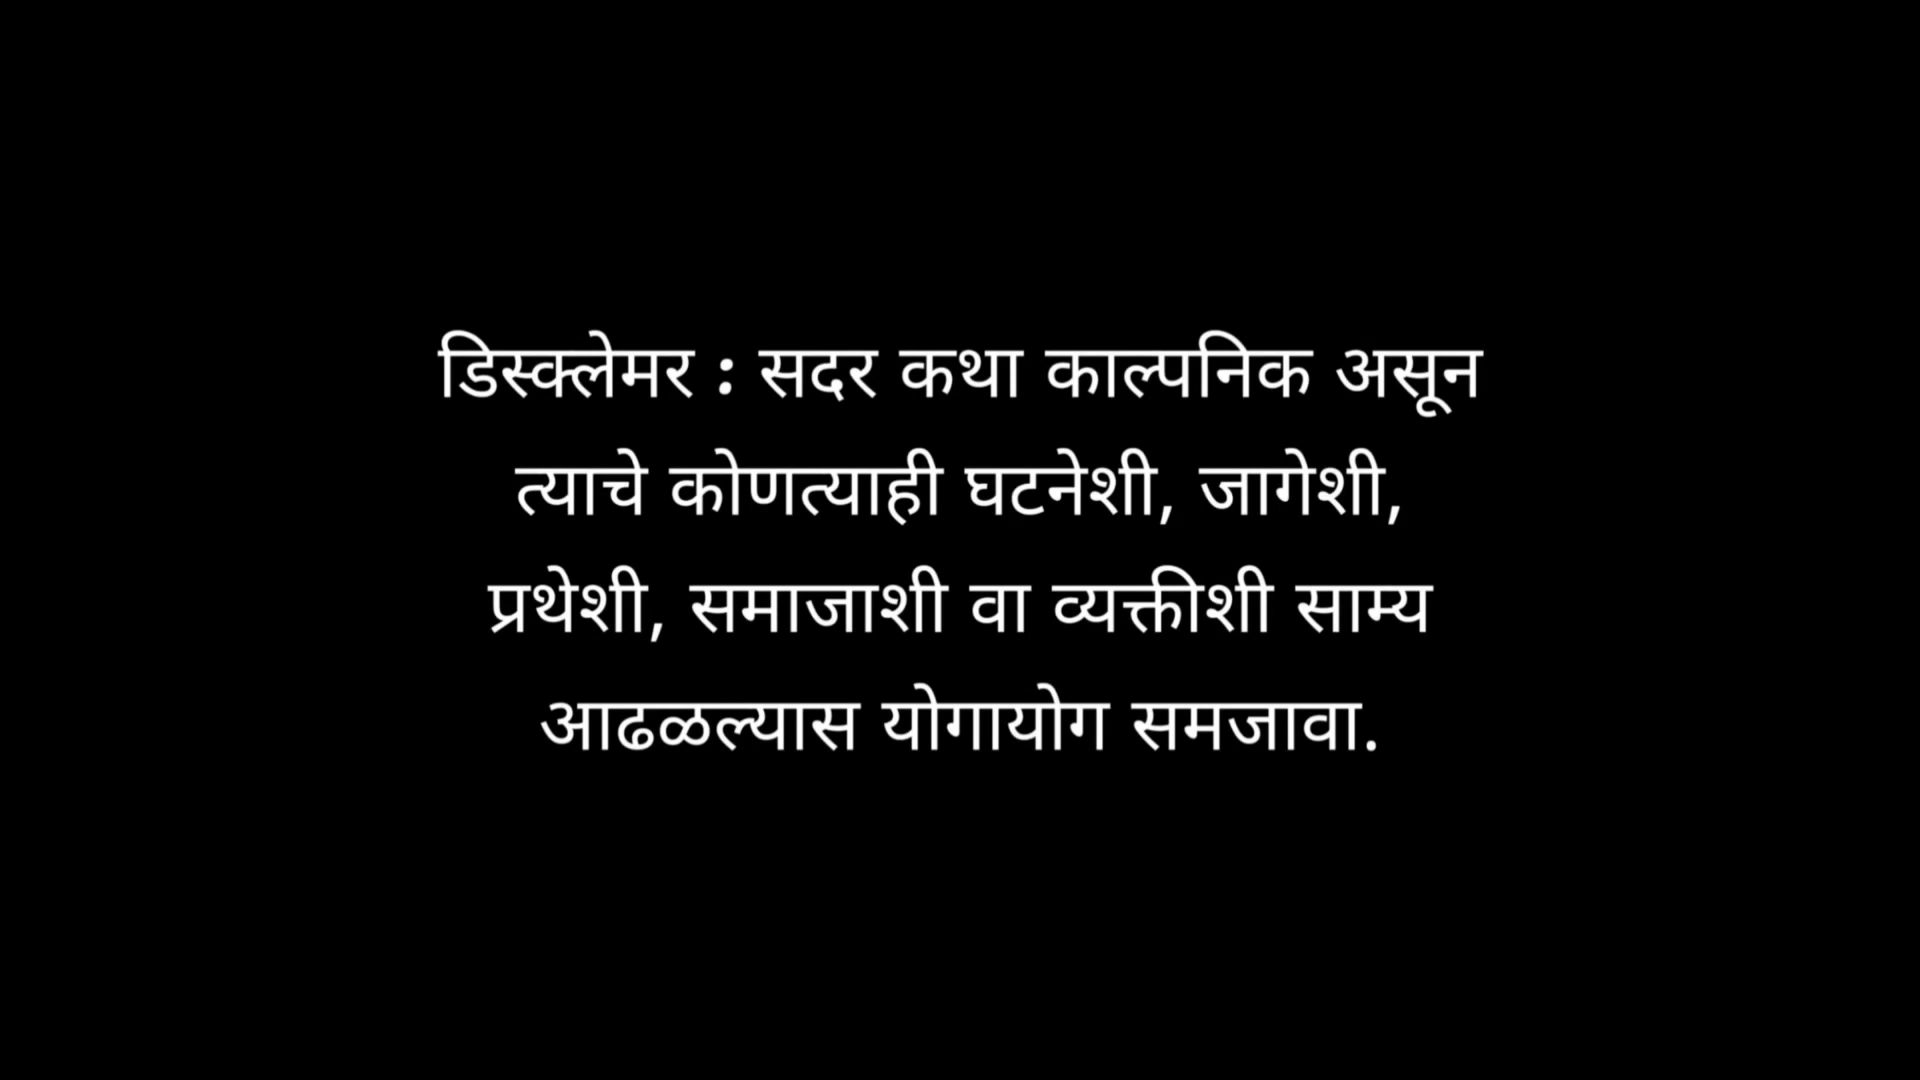 डिस्क्लेमर : सदर कथा काल्पनिक असून
त्याचे कोणत्याही घटनेशी, जागेशी,
प्रथेशी, समाजाशी वा व्यक्तीशी साम्य
आढळल्यास योगायोग समजावा.